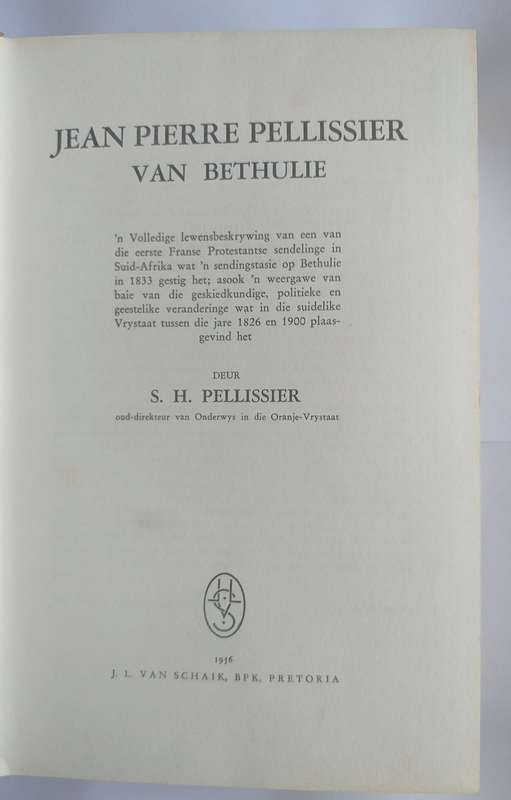 JEAN PIERRE PELLISSIER
VAN BETHULIE
'n Volledige lewensbeskrywing van een van
die eerste Franse Protestantse sendelinge in
Suid-Afrika wat 'n sendingstasie op Bethulie
in 1833 gestig het; asook 'n weergawe van
baie van die geskiedkundige, politieke en
geestelike veranderinge wat in die suidelike
Vrystaat tussen die jare 1826 en 1900 plaas-
gevind het
DEUR
S. H. PELLISSIER
oud-direkteur van Onderwys in die Oranje-Vrystaat
1956
J. L. VAN SCHAIK, BPK, PRETORIA